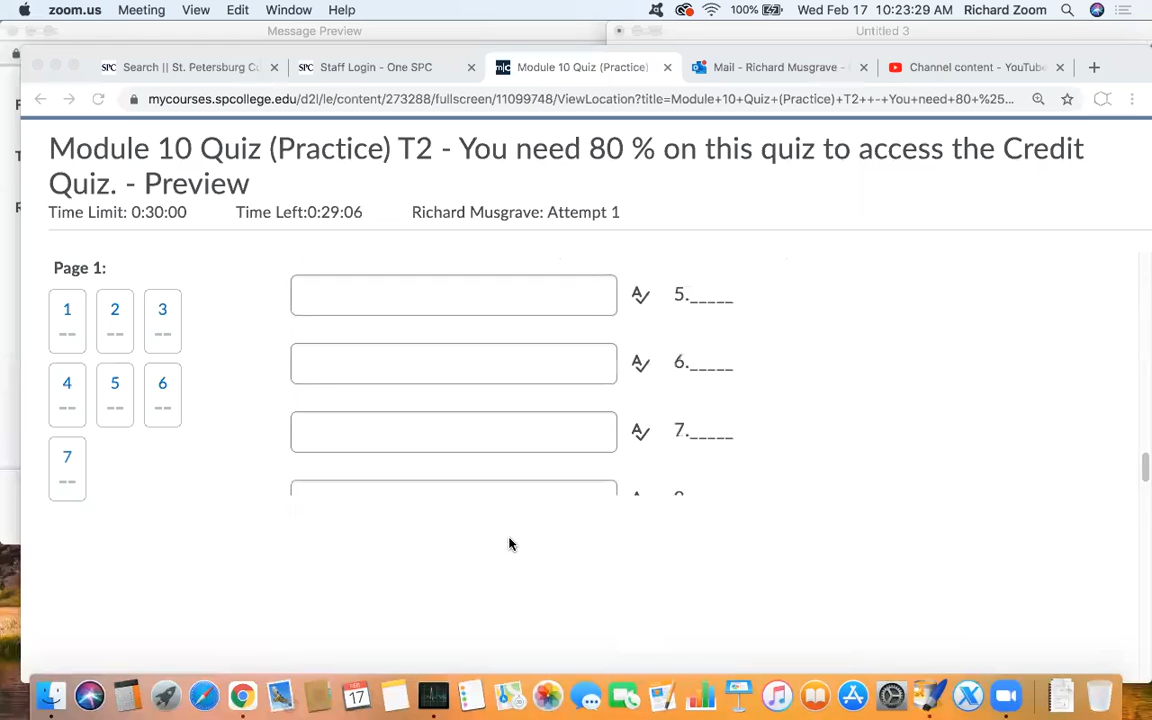 zoom.us Meeting View Edit Window Help 100% Wed Feb 17 10:23:29 AM Richard Zoom
Message Preview Untitled 3
SPC Search || St. Petersburg Co SPC Staff Login - One SPC Module 10 Quiz (Practice) Mail - Richard Musgrave - Channel content - YouTube
mycourses.spcollege.edu/d2l/le/content/273288/fullscreen/11099748/ViewLocation?title=Module+10+Quiz+(Practice)+T2++-+You+need+80+%25...
Module 10 Quiz (Practice) T2 - You need 80 % on this quiz to access the Credit
Quiz. - Preview
Time Limit: 0:30:00 Time Left:0:29:06 Richard Musgrave: Attempt 1
Page 1:
1 2 3
-- -- --
4 5 6
-- -- --
7
--
5._____
6._____
7._____
FEB
17